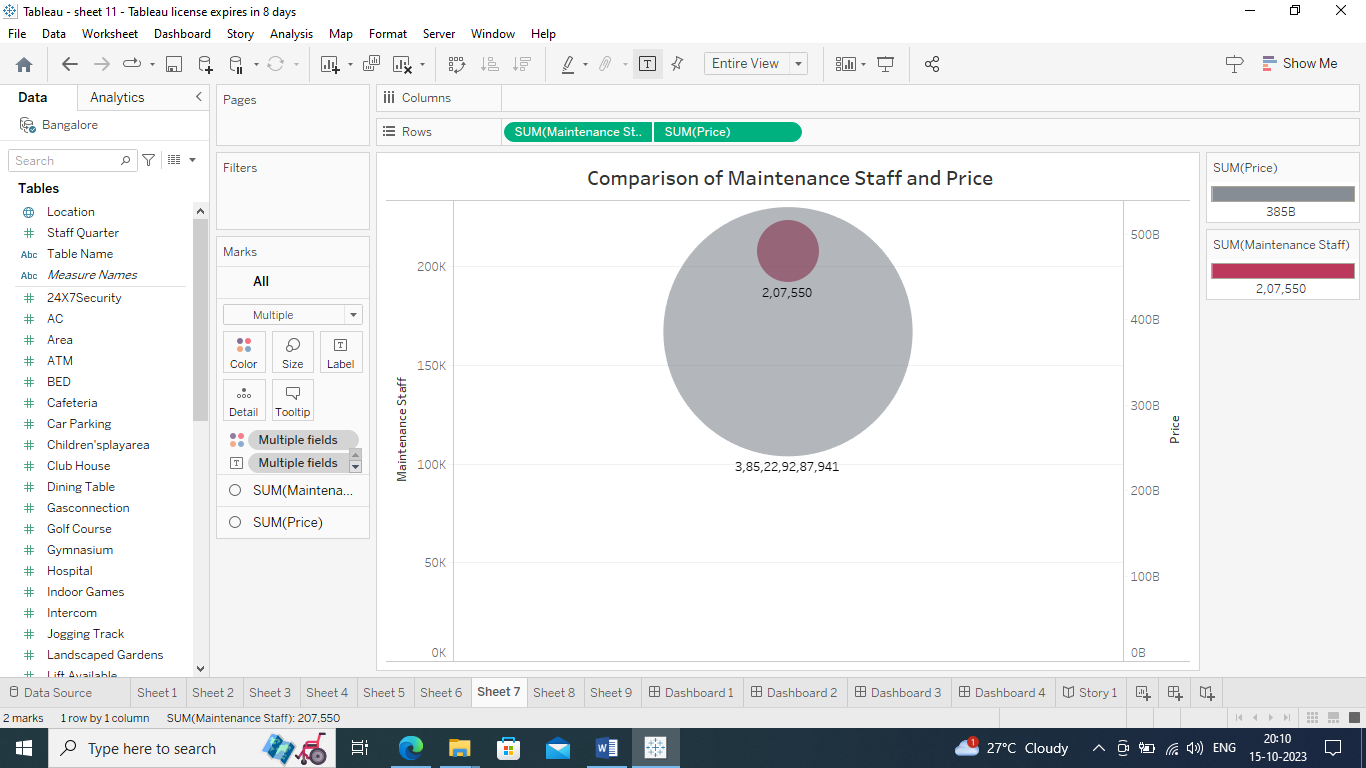 Tableau - sheet 11 - Tableau license expires in 8 days
File Data Worksheet Dashboard Story Analysis Map Format Server Window Help
Entire View
Show Me
Data Analytics
Bangalore
Search
Tables
Location
Staff Quarter
Abc Table Name
Abc Measure Names
24X7Security
AC
Area
ATM
BED
Cafeteria
Car Parking
Children'splayarea
Club House
Dining Table
Gasconnection
Golf Course
Gymnasium
Hospital
Indoor Games
Intercom
Jogging Track
Landscaped Gardens
Lift Available
Pages
Filters
Marks
All
Multiple
Color Size Label
Detail Tooltip
Multiple fields
Multiple fields
SUM(Maintena...
SUM(Price)
Columns
Rows
SUM(Maintenance St.. SUM(Price)
Comparison of Maintenance Staff and Price
Maintenance Staff
200K
150K
100K
50K
0K
2,07,550
3,85,22,92,87,941
500B
400B
300B
200B
100B
0B
Price
SUM(Price)
385B
SUM(Maintenance Staff)
2,07,550
Data Source Sheet 1 Sheet 2 Sheet 3 Sheet 4 Sheet 5 Sheet 6 Sheet 7 Sheet 8 Sheet 9 Dashboard 1 Dashboard 2 Dashboard 3 Dashboard 4 Story 1
2 marks 1 row by 1 column SUM(Maintenance Staff): 207,550
Type here to search
1
27°C Cloudy
ENG
20:10
15-10-2023